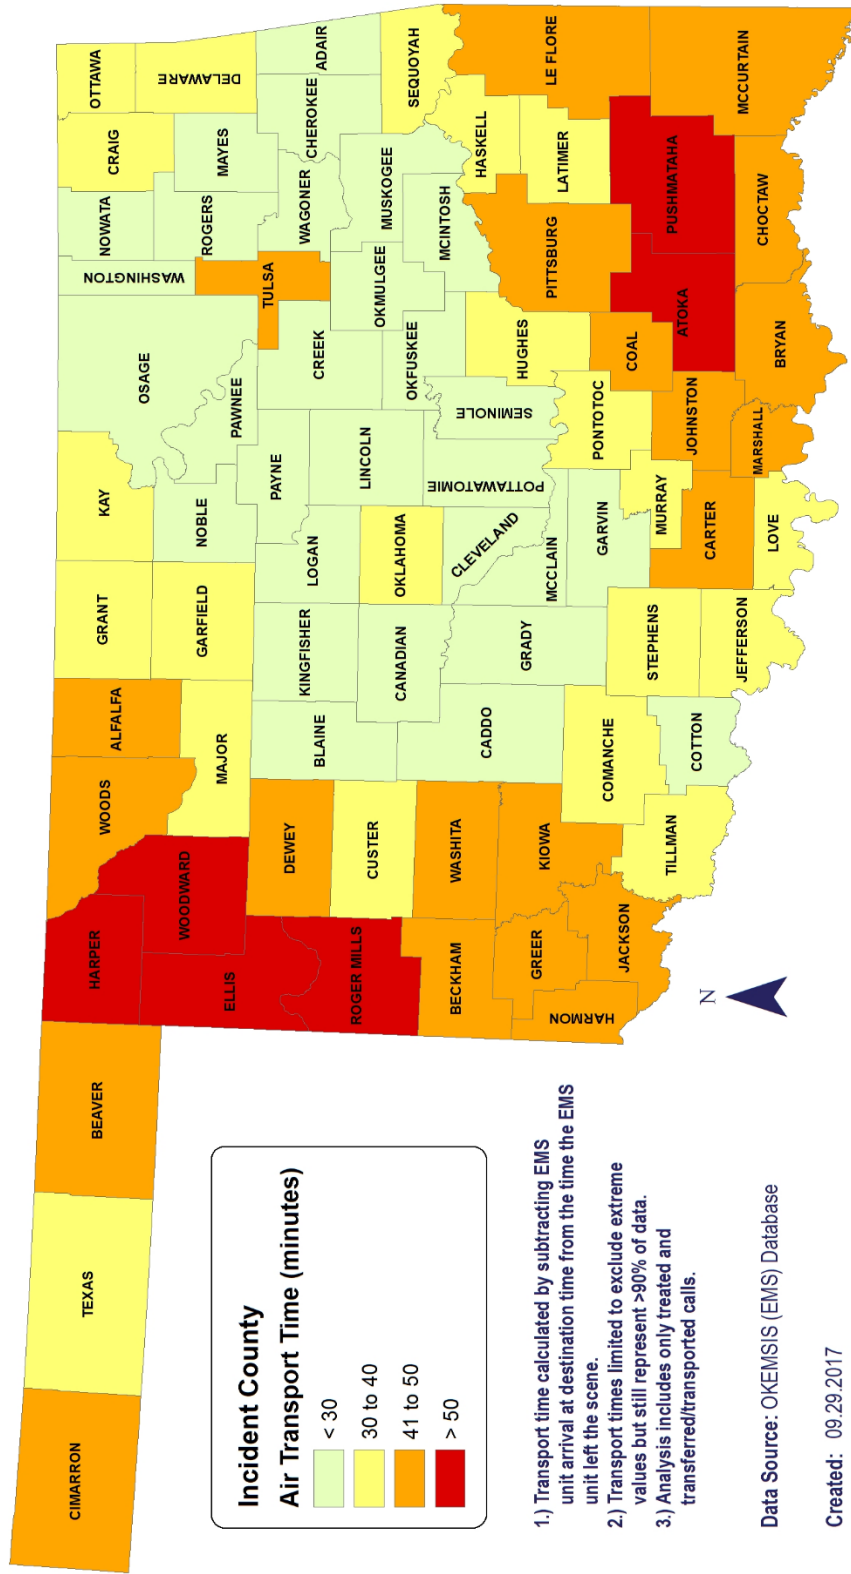 CIMARRON
TEXAS
BEAVER
HARPER
WOODS
ALFALFA
GRANT
KAY
OSAGE
WASHINGTON
NOWATA
CRAIG
OTTAWA
WOODWARD
ELLIS
MAJOR
GARFIELD
NOBLE
PAWNEE
TULSA
ROGERS
MAYES
DELAWARE
ROGER MILLS
DEWEY
BLAINE
KINGFISHER
LOGAN
PAYNE
CREEK
WAGONER
CHEROKEE
ADAIR
CUSTER
CANADIAN
OKLAHOMA
LINCOLN
OKMULGEE
MUSKOGEE
BECKHAM
WASHITA
CADDO
GRADY
CLEVELAND
MCCLAIN
POTTAWATOMIE
SEMINOLE
OKFUSKEE
MCINTOSH
SEQUOYAH
HARMON
GREER
JACKSON
KIOWA
COMANCHE
TILLMAN
COTTON
STEPHENS
JEFFERSON
GARVIN
MURRAY
CARTER
LOVE
PONTOTOC
HUGHES
JOHNSTON
MARSHALL
COAL
ATOKA
BRYAN
PITTSBURG
HASKELL
LATIMER
LE FLORE
PUSHMATAHA
CHOCTAW
MCCURTAIN
N
Incident County
Air Transport Time (minutes)
< 30
30 to 40
41 to 50
> 50
1.) Transport time calculated by subtracting EMS
unit arrival at destination time from the time the EMS
unit left the scene.
2.) Transport times limited to exclude extreme
values but still represent >90% of data.
3.) Analysis includes only treated and
transferred/transported calls.
Data Source: OKEMSIS (EMS) Database
Created: 09.29.2017